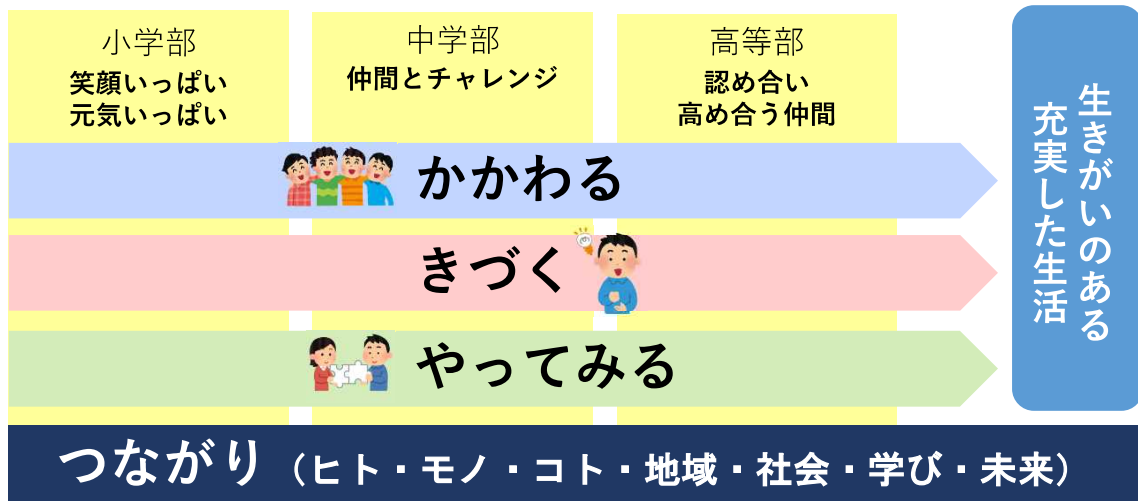 小学部
笑顔いっぱい
元気いっぱい
中学部
仲間とチャレンジ
高等部
認め合い
高め合う仲間
かかわる
きづく
やってみる
生きがいのある
充実した生活
つながり（ヒト・モノ・コト・地域・社会・学び・未来）